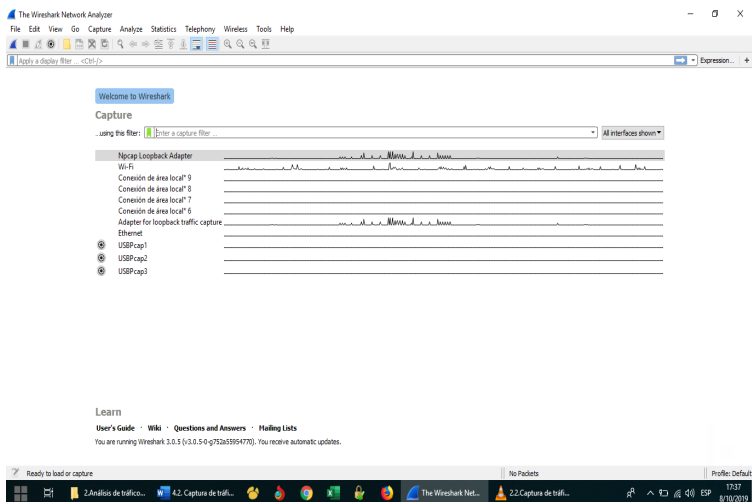 The Wireshark Network Analyzer
File Edit View Go Capture Analyze Statistics Telephony Wireless Tools Help
Apply a display filter ... <Ctrl-/>
Expression... +
Welcome to Wireshark
Capture
...using this filter: Enter a capture filter ...
All interfaces shown
Npcap Loopback Adapter
Wi-Fi
Conexión de área local* 9
Conexión de área local* 8
Conexión de área local* 7
Conexión de área local* 6
Adapter for loopback traffic capture
Ethernet
USBPcap1
USBPcap2
USBPcap3
Learn
User's Guide · Wiki · Questions and Answers · Mailing Lists
You are running Wireshark 3.0.5 (v3.0.5-0-g752a55954770). You receive automatic updates.
Ready to load or capture
No Packets
Profile: Default
2.Análisis de tráfico...
4.2. Captura de tráfi...
The Wireshark Net...
2.2.Captura de tráfi...
ESP
17:37
8/10/2019